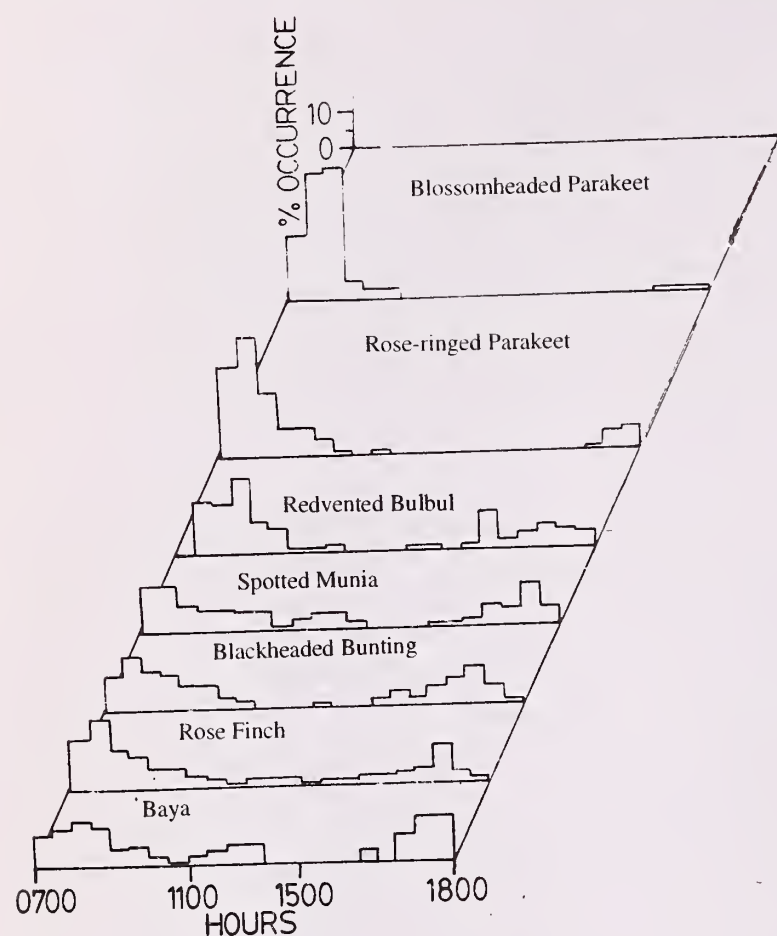 % OCCURRENCE
10
0
Blossomheaded Parakeet
Rose-ringed Parakeet
Redvented Bulbul
Spotted Munia
Blackheaded Bunting
Rose Finch
Baya
0700 1100 1500 1800
HOURS